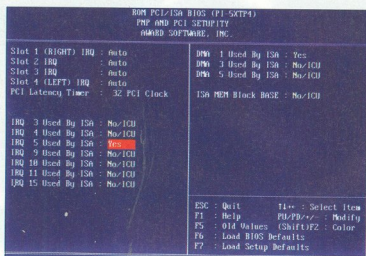 ROM PCI/ISA BIOS (PI-5XTP4)
PNP AND PCI SETUPITY
AWARD SOFTWARE, INC.
Slot 1 (RIGHT) IRQ : Auto
Slot 2 IRQ : Auto
Slot 3 IRQ : Auto
Slot 4 (LEFT) IRQ : Auto
PCI Latency Timer : 32 PCI Clock
IRQ 3 Used By ISA : No/ICU
IRQ 4 Used By ISA : No/ICU
IRQ 5 Used By ISA : Yes
IRQ 9 Used By ISA : No/ICU
IRQ 10 Used By ISA : No/ICU
IRQ 11 Used By ISA : No/ICU
IRQ 15 Used By ISA : No/ICU
DMA 1 Used By ISA : Yes
DMA 3 Used By ISA : No/ICU
DMA 5 Used By ISA : No/ICU
ISA MEM Block BASE : No/ICU
ESC : Quit ↑↓→← : Select Item
F1 : Help PU/PD/+/- : Modify
F5 : Old Values (Shift)F2 : Color
F6 : Load BIOS Defaults
F7 : Load Setup Defaults